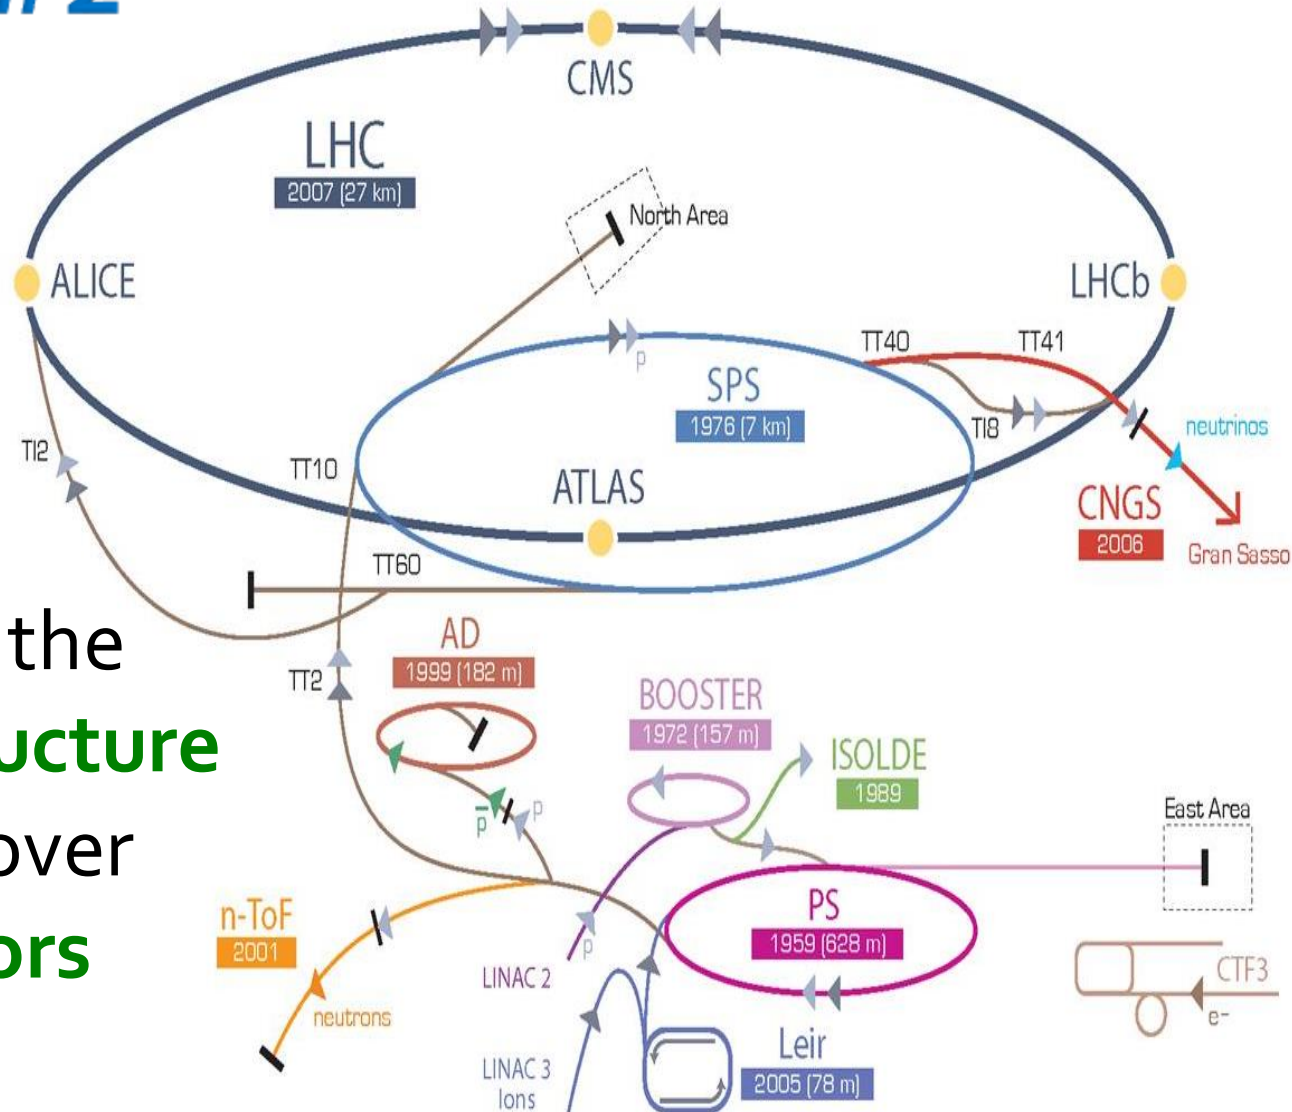 CMS
LHC
2007 (27 km)
North Area
ALICE
LHCb
TT40
TT41
p
SPS
1976 (7 km)
TI8
neutrinos
TI2
TT10
ATLAS
CNGS
2006
Gran Sasso
TT60
the
AD
1999 (182 m)
TT2
BOOSTER
1972 (157 m)
ucture
ISOLDE
1989
p
p
East Area
over
PS
1959 (628 m)
n-ToF
2001
p
ors
LINAC 2
CTF3
neutrons
e-
Leir
2005 (78 m)
LINAC 3
Ions